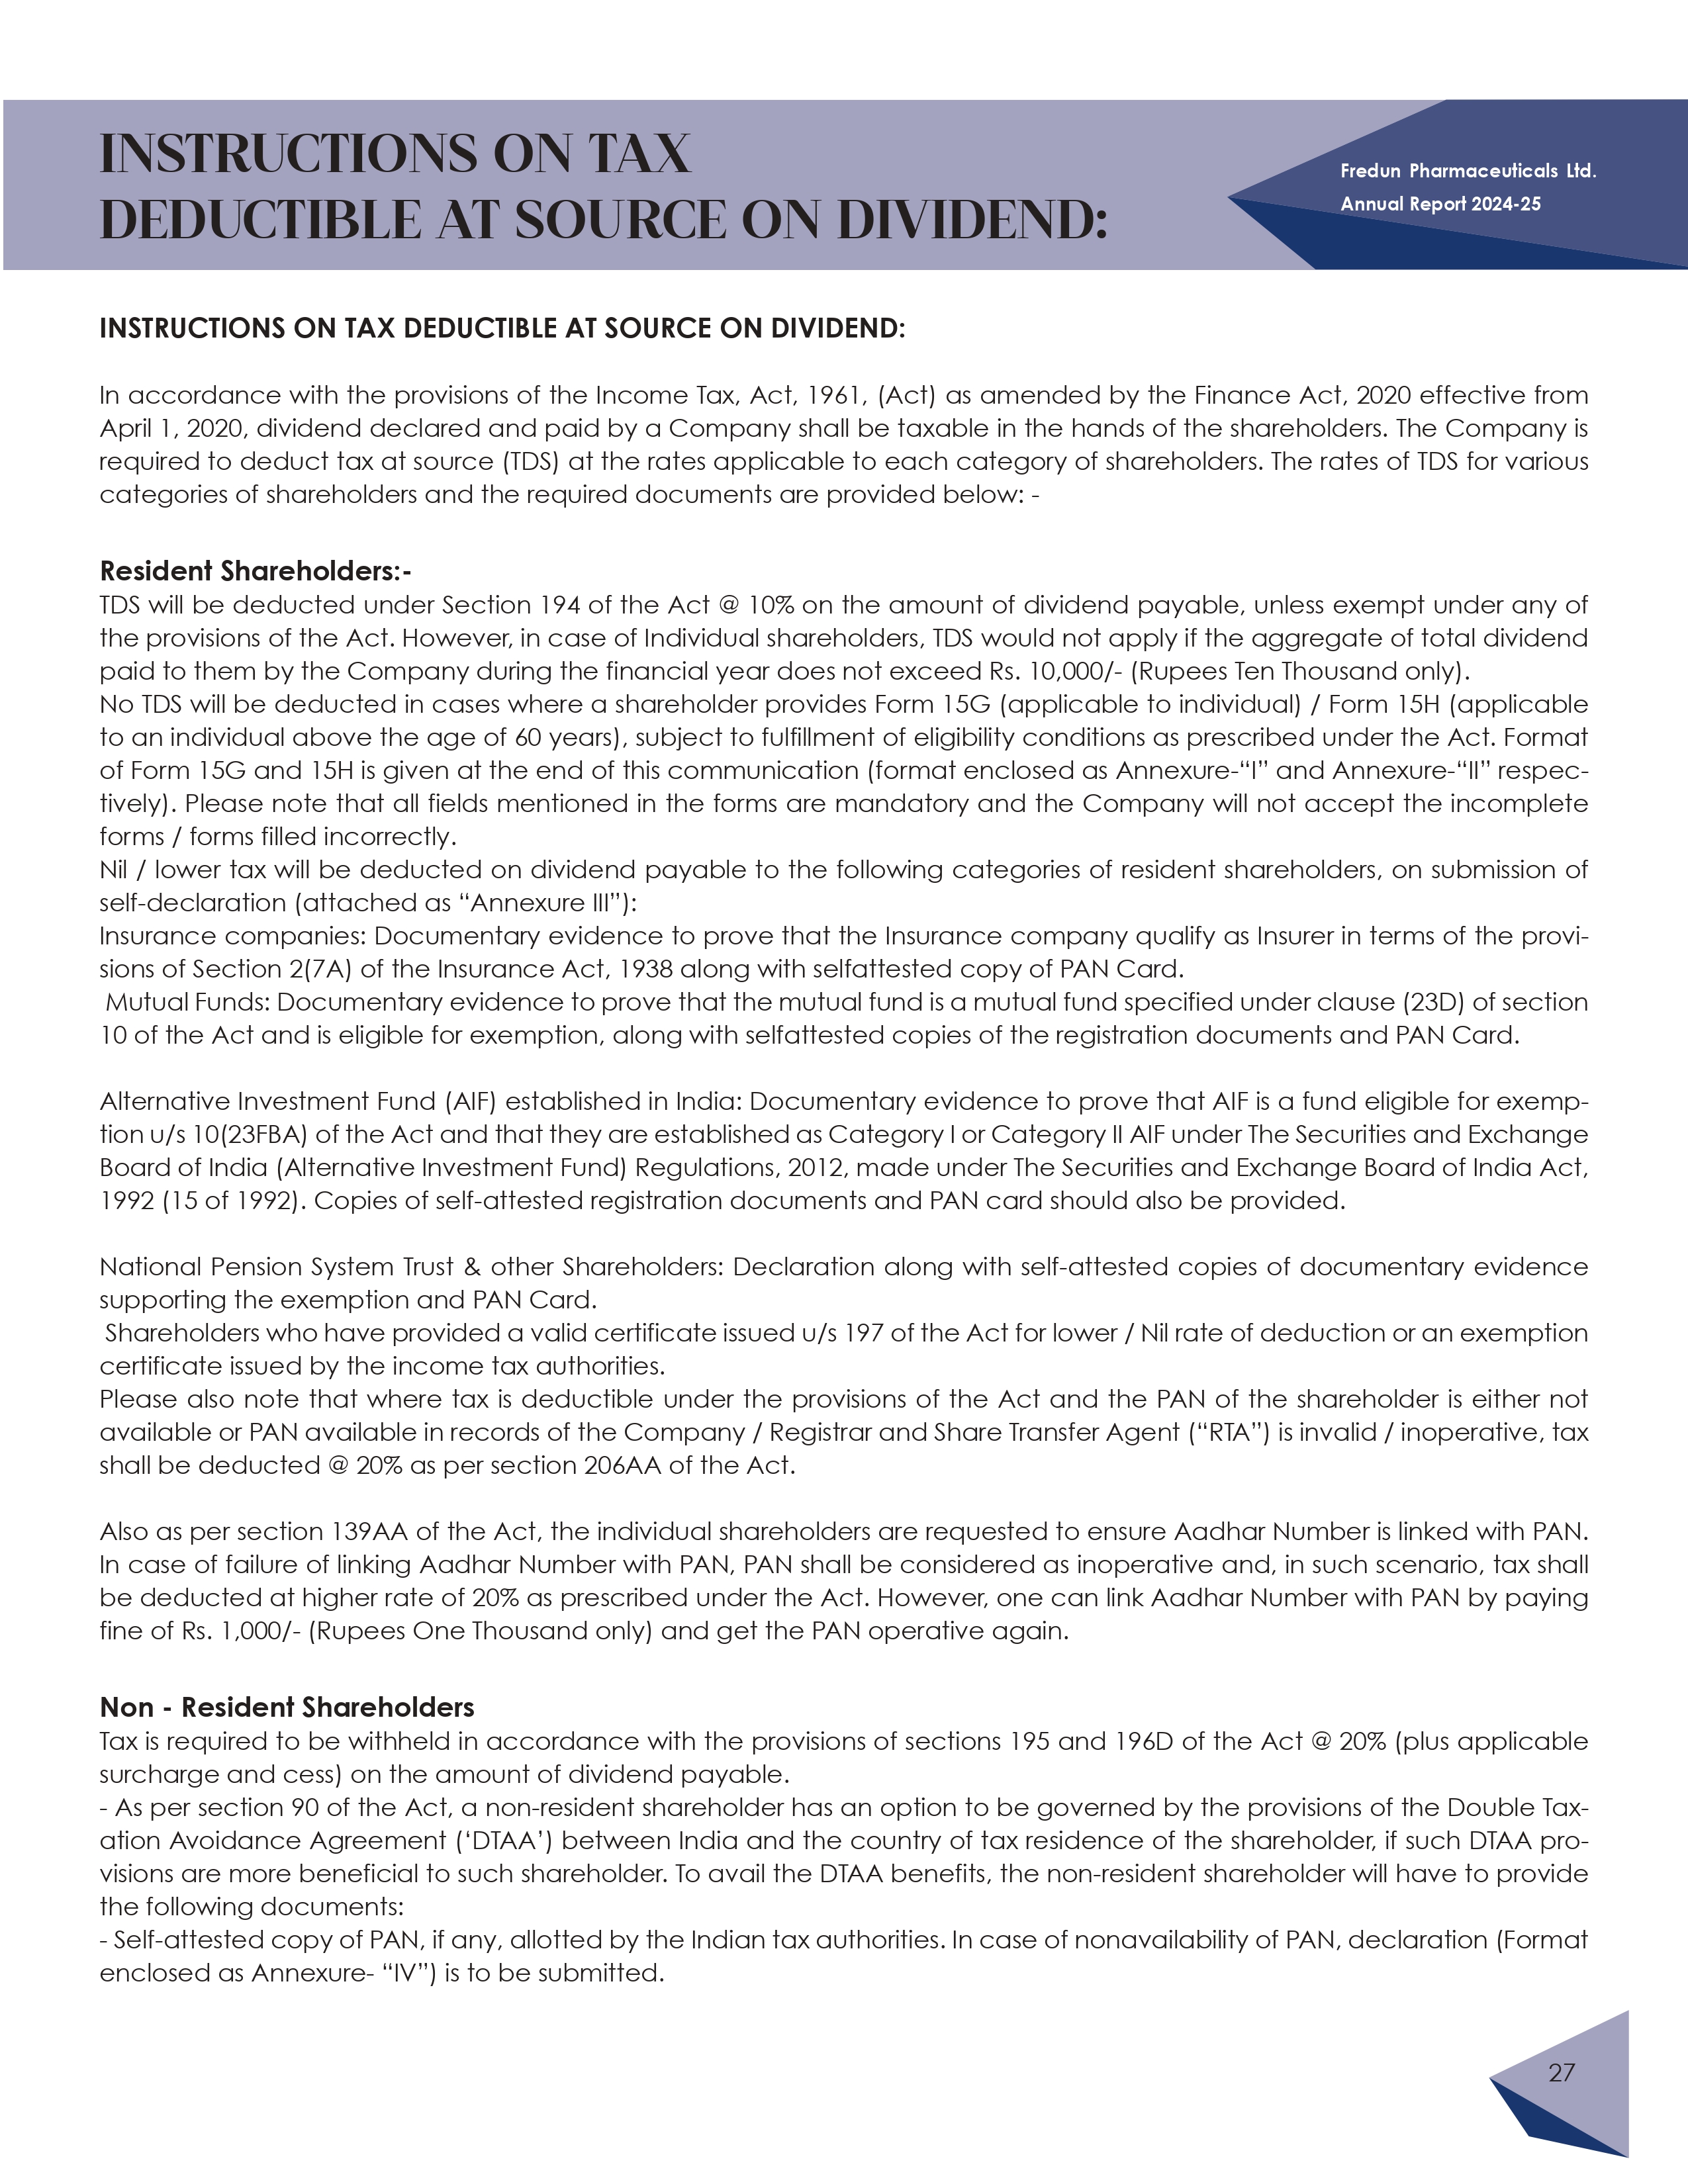 INSTRUCTIONS ON TAX
DEDUCTIBLE AT SOURCE ON DIVIDEND:
Fredun Pharmaceuticals Ltd.
Annual Report 2024-25
INSTRUCTIONS ON TAX DEDUCTIBLE AT SOURCE ON DIVIDEND:
In accordance with the provisions of the Income Tax, Act, 1961, (Act) as amended by the Finance Act, 2020 effective from
April 1, 2020, dividend declared and paid by a Company shall be taxable in the hands of the shareholders. The Company is
required to deduct tax at source (TDS) at the rates applicable to each category of shareholders. The rates of TDS for various
categories of shareholders and the required documents are provided below: -
Resident Shareholders:-
TDS will be deducted under Section 194 of the Act @ 10% on the amount of dividend payable, unless exempt under any of
the provisions of the Act. However, in case of Individual shareholders, TDS would not apply if the aggregate of total dividend
paid to them by the Company during the financial year does not exceed Rs. 10,000/- (Rupees Ten Thousand only).
No TDS will be deducted in cases where a shareholder provides Form 15G (applicable to individual) / Form 15H (applicable
to an individual above the age of 60 years), subject to fulfillment of eligibility conditions as prescribed under the Act. Format
of Form 15G and 15H is given at the end of this communication (format enclosed as Annexure-“I” and Annexure-“II” respec-
tively). Please note that all fields mentioned in the forms are mandatory and the Company will not accept the incomplete
forms / forms filled incorrectly.
Nil / lower tax will be deducted on dividend payable to the following categories of resident shareholders, on submission of
self-declaration (attached as “Annexure III”):
Insurance companies: Documentary evidence to prove that the Insurance company qualify as Insurer in terms of the provi-
sions of Section 2(7A) of the Insurance Act, 1938 along with selfattested copy of PAN Card.
Mutual Funds: Documentary evidence to prove that the mutual fund is a mutual fund specified under clause (23D) of section
10 of the Act and is eligible for exemption, along with selfattested copies of the registration documents and PAN Card.
Alternative Investment Fund (AIF) established in India: Documentary evidence to prove that AIF is a fund eligible for exemp-
tion u/s 10(23FBA) of the Act and that they are established as Category I or Category II AIF under The Securities and Exchange
Board of India (Alternative Investment Fund) Regulations, 2012, made under The Securities and Exchange Board of India Act,
1992 (15 of 1992). Copies of self-attested registration documents and PAN card should also be provided.
National Pension System Trust & other Shareholders: Declaration along with self-attested copies of documentary evidence
supporting the exemption and PAN Card.
Shareholders who have provided a valid certificate issued u/s 197 of the Act for lower / Nil rate of deduction or an exemption
certificate issued by the income tax authorities.
Please also note that where tax is deductible under the provisions of the Act and the PAN of the shareholder is either not
available or PAN available in records of the Company / Registrar and Share Transfer Agent (“RTA”) is invalid / inoperative, tax
shall be deducted @ 20% as per section 206AA of the Act.
Also as per section 139AA of the Act, the individual shareholders are requested to ensure Aadhar Number is linked with PAN.
In case of failure of linking Aadhar Number with PAN, PAN shall be considered as inoperative and, in such scenario, tax shall
be deducted at higher rate of 20% as prescribed under the Act. However, one can link Aadhar Number with PAN by paying
fine of Rs. 1,000/- (Rupees One Thousand only) and get the PAN operative again.
Non - Resident Shareholders
Tax is required to be withheld in accordance with the provisions of sections 195 and 196D of the Act @ 20% (plus applicable
surcharge and cess) on the amount of dividend payable.
- As per section 90 of the Act, a non-resident shareholder has an option to be governed by the provisions of the Double Tax-
ation Avoidance Agreement (‘DTAA’) between India and the country of tax residence of the shareholder, if such DTAA pro-
visions are more beneficial to such shareholder. To avail the DTAA benefits, the non-resident shareholder will have to provide
the following documents:
- Self-attested copy of PAN, if any, allotted by the Indian tax authorities. In case of nonavailability of PAN, declaration (Format
enclosed as Annexure- “IV”) is to be submitted.
27